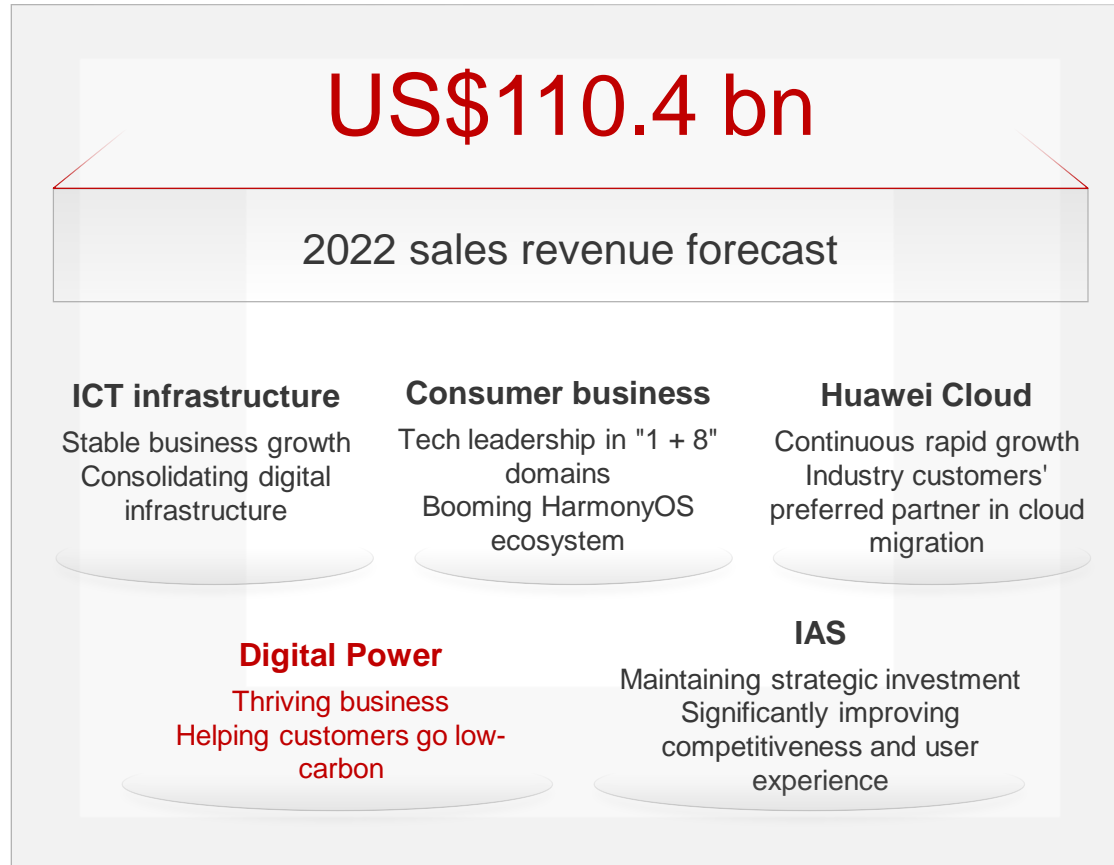 US$110.4 bn
2022 sales revenue forecast
ICT infrastructure
Stable business growth
Consolidating digital
infrastructure
Consumer business
Tech leadership in "1 + 8"
domains
Booming HarmonyOS
ecosystem
Huawei Cloud
Continuous rapid growth
Industry customers'
preferred partner in cloud
migration
Digital Power
Thriving business
Helping customers go low-
carbon
IAS
Maintaining strategic investment
Significantly improving
competitiveness and user
experience